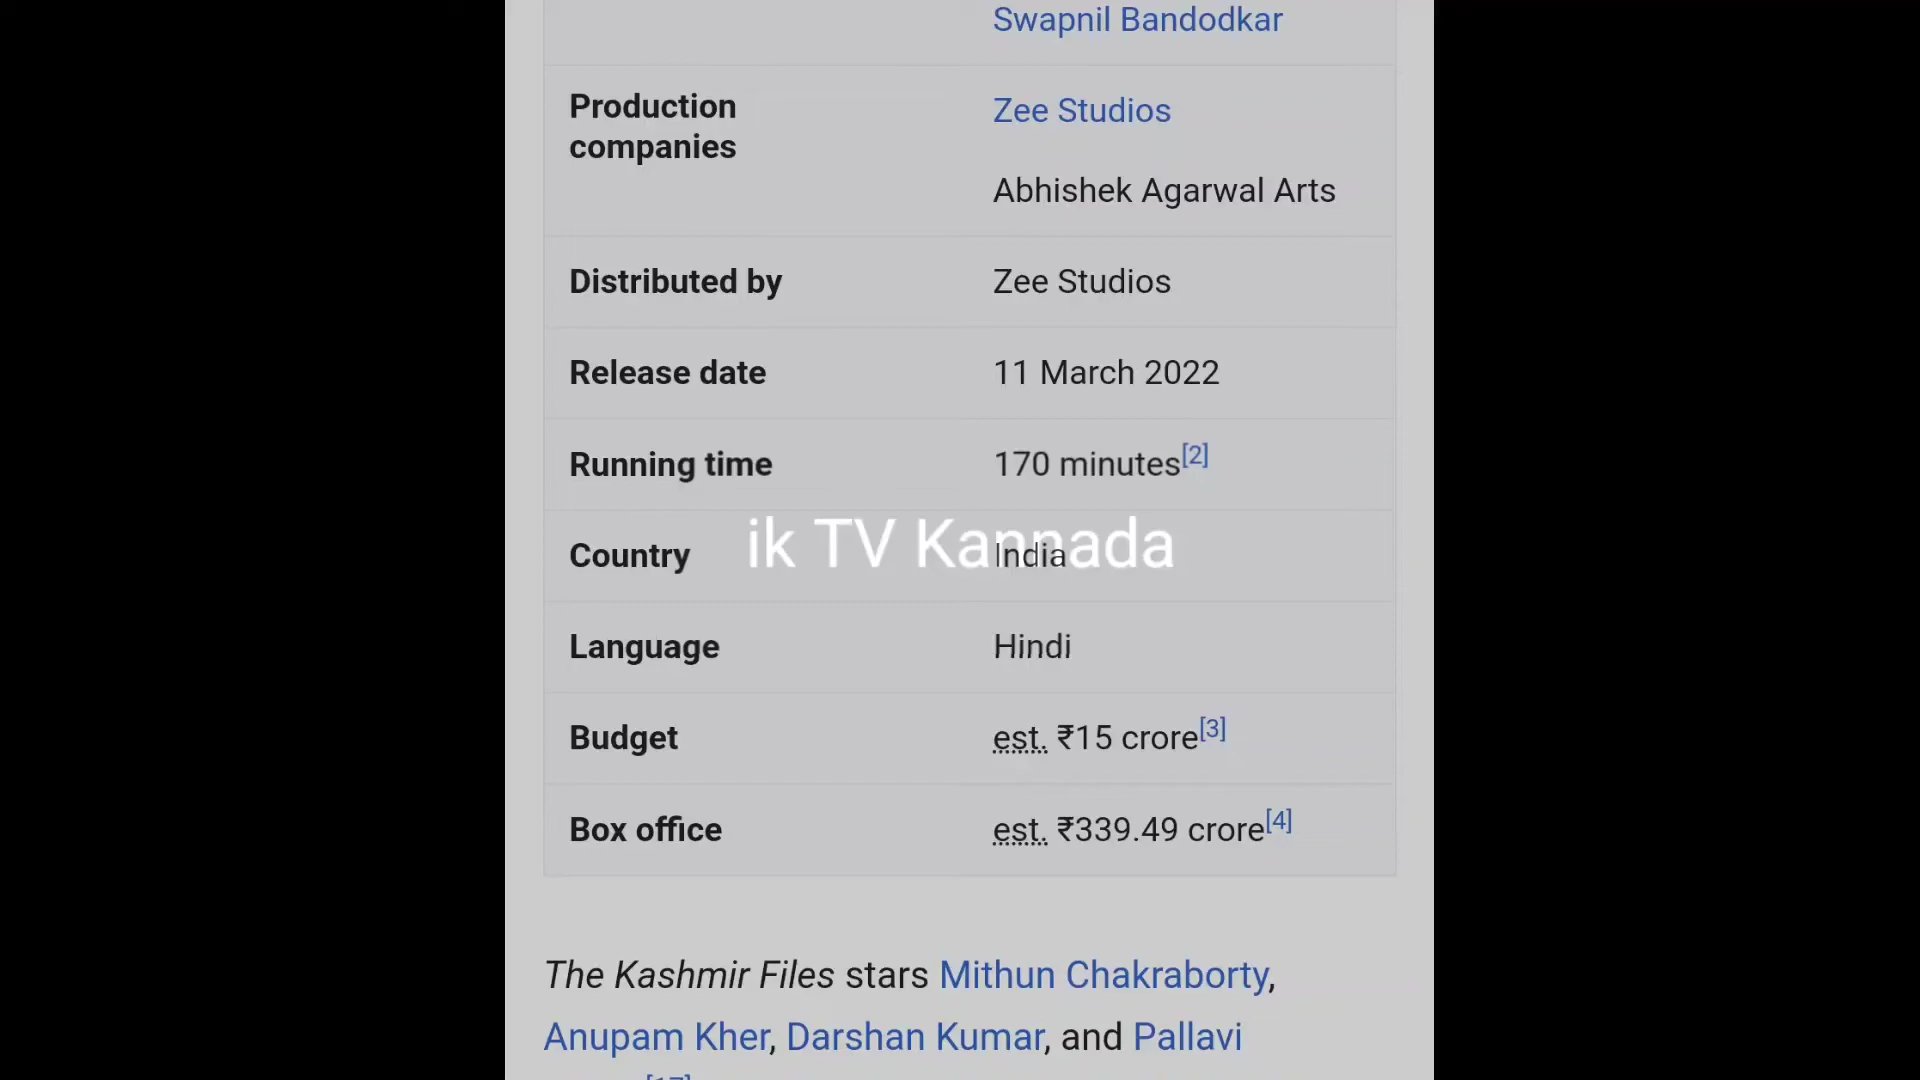 Swapnil Bandodkar
Production companies
Zee Studios
Abhishek Agarwal Arts
Distributed by Zee Studios
Release date 11 March 2022
Running time 170 minutes[2]
ik TV Kannada
Country India
Language Hindi
Budget est. ₹15 crore[3]
Box office est. ₹339.49 crore[4]
The Kashmir Files stars Mithun Chakraborty,
Anupam Kher, Darshan Kumar, and Pallavi